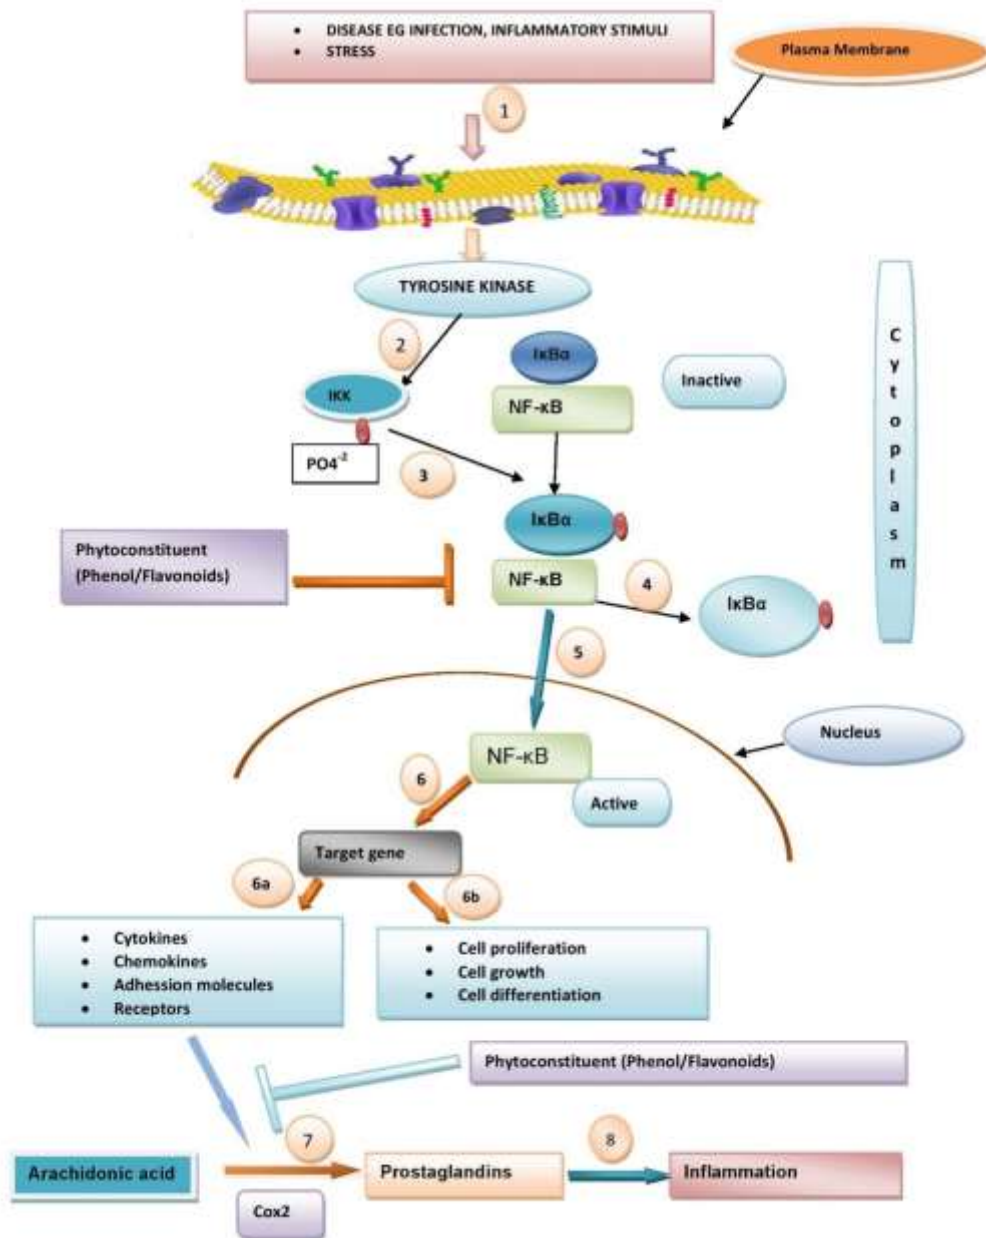 • DISEASE EG INFECTION, INFLAMMATORY STIMULI
• STRESS
Plasma Membrane
1
TYROSINE KINASE
2
IκBα
Inactive
IKK
NF-κB
PO4⁻²
3
IκBα
Phytoconstituent
(Phenol/Flavonoids)
NF-κB
4
IκBα
Cytoplasm
5
Nucleus
NF-κB
6
Active
Target gene
6a
6b
• Cytokines
• Chemokines
• Adhession molecules
• Receptors
• Cell proliferation
• Cell growth
• Cell differentiation
Phytoconstituent (Phenol/Flavonoids)
7
8
Arachidonic acid
Prostaglandins
Inflammation
Cox2